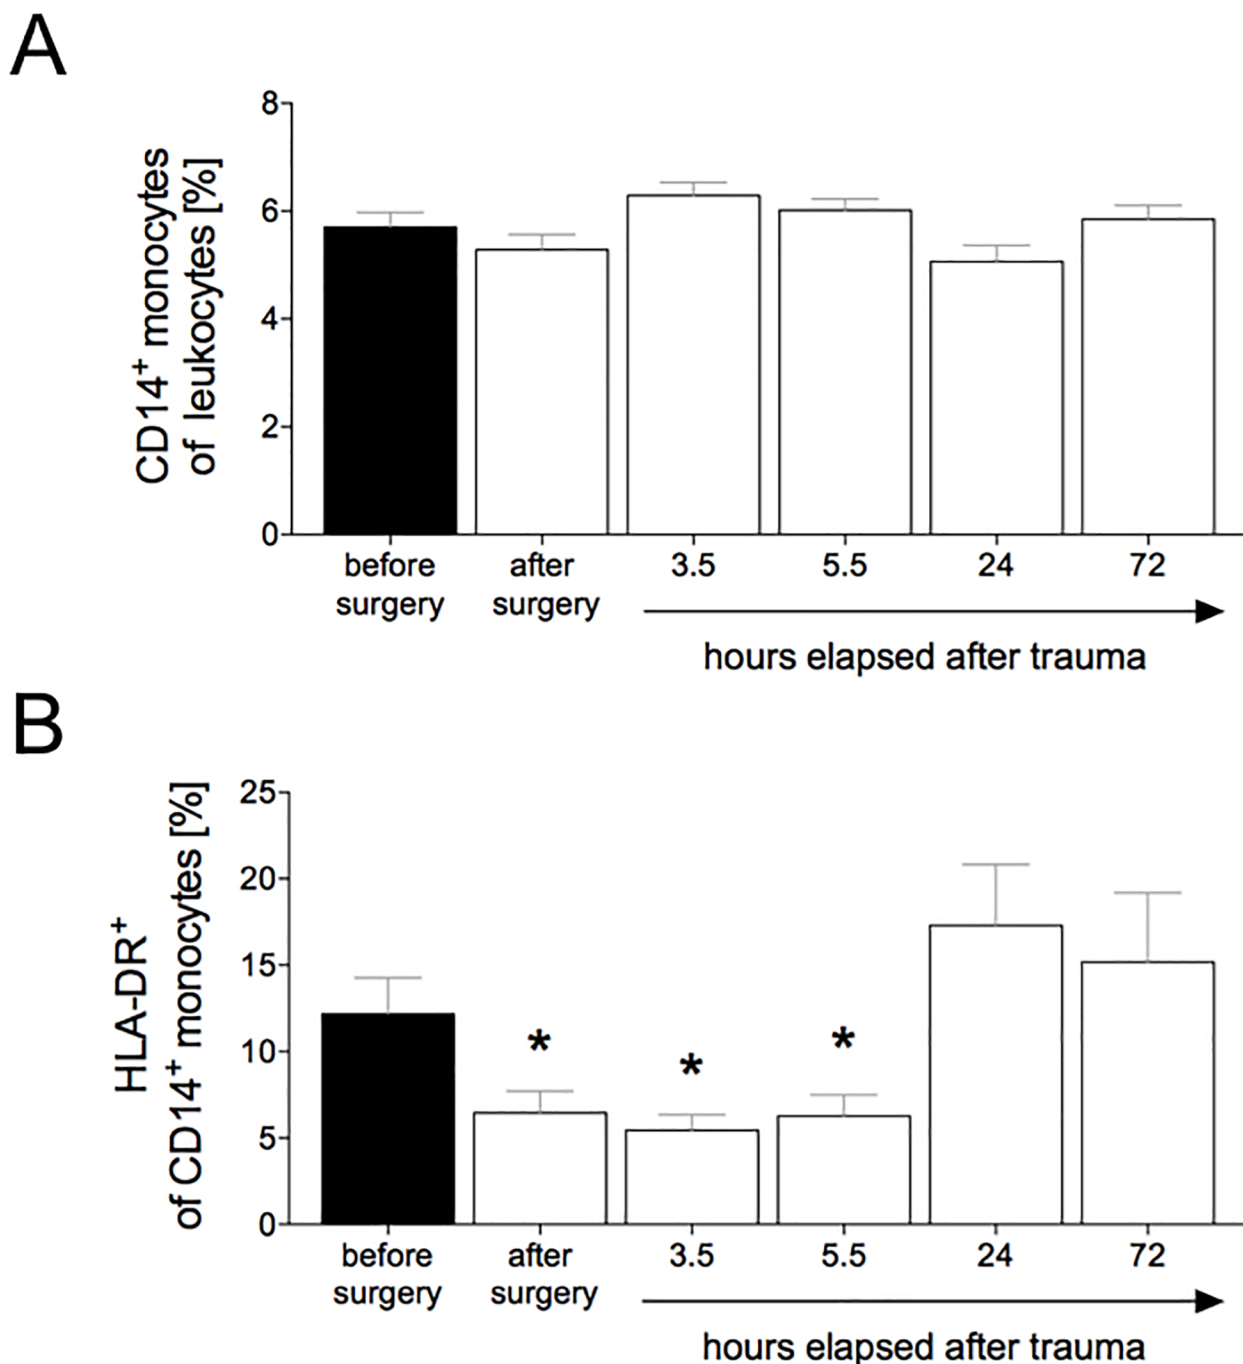 A
CD14+ monocytes
of leukocytes [%]
8
6
4
2
0
before
surgery
after
surgery
3.5
5.5
24
72
hours elapsed after trauma
B
HLA-DR+
of CD14+ monocytes [%]
25
20
15
10
5
0
*
*
*
before
surgery
after
surgery
3.5
5.5
24
72
hours elapsed after trauma